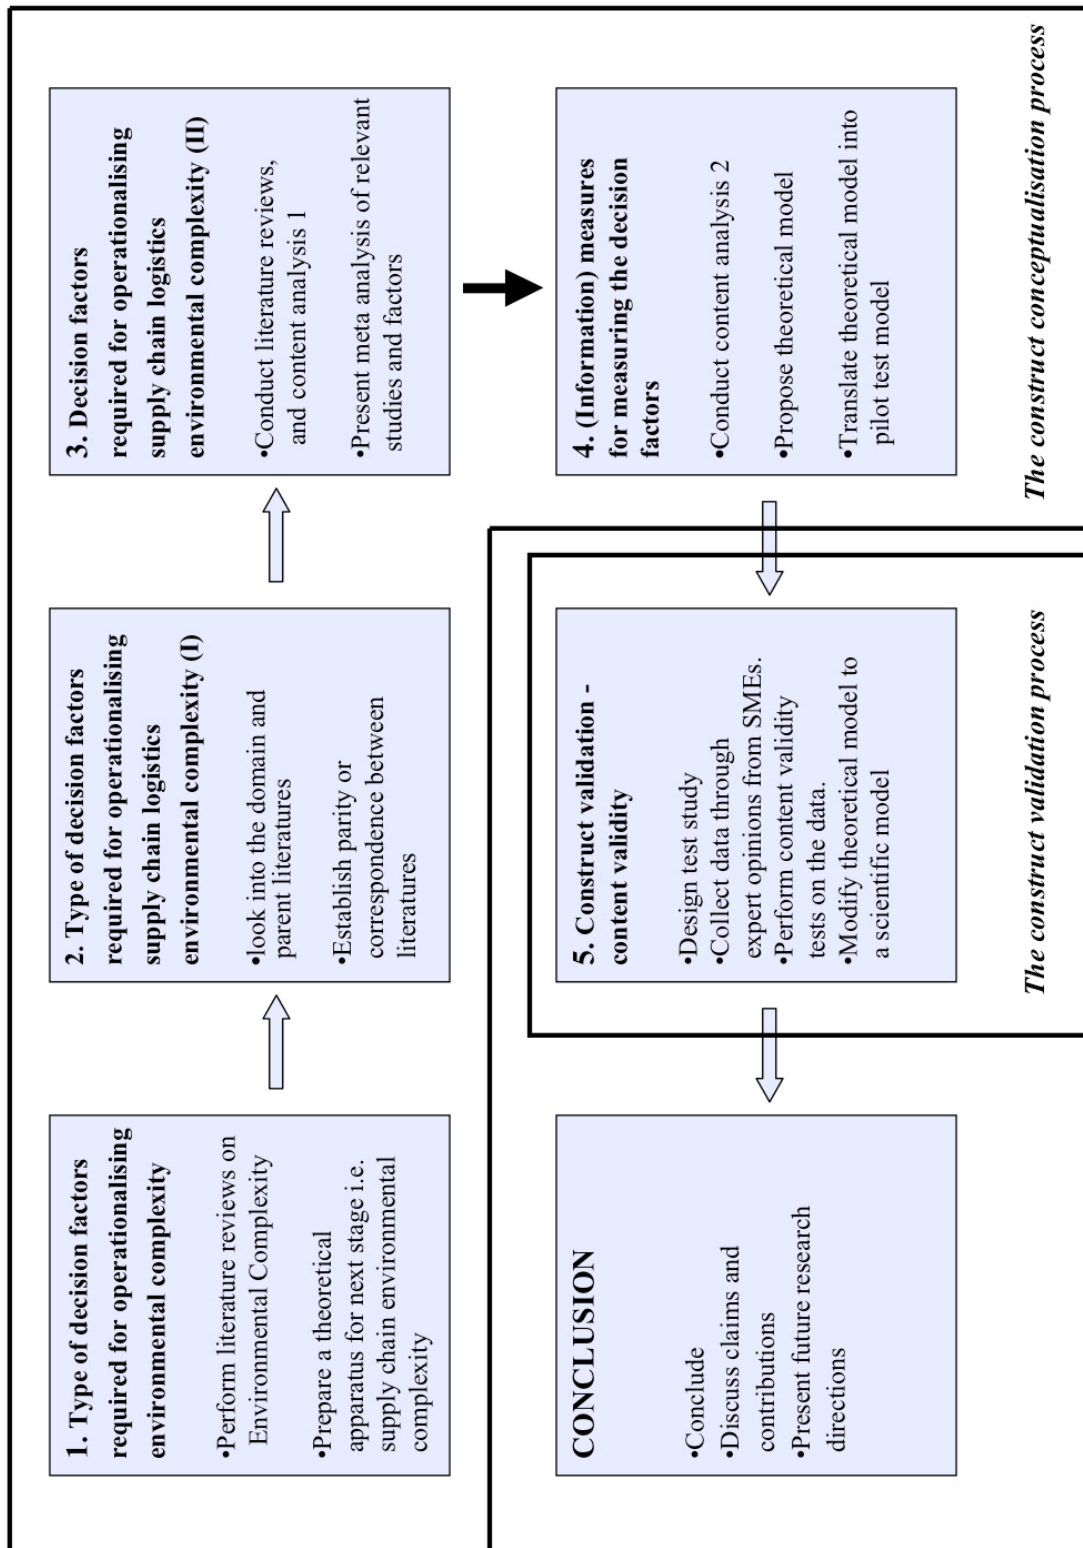 1. Type of decision factors
required for operationalising
environmental complexity
•Perform literature reviews on
Environmental Complexity
•Prepare a theoretical
apparatus for next stage i.e.
supply chain environmental
complexity
2. Type of decision factors
required for operationalising
supply chain logistics
environmental complexity (I)
•look into the domain and
parent literatures
•Establish parity or
correspondence between
literatures
3. Decision factors
required for operationalising
supply chain logistics
environmental complexity (II)
•Conduct literature reviews,
and content analysis 1
•Present meta analysis of relevant
studies and factors
4. (Information) measures
for measuring the decision
factors
•Conduct content analysis 2
•Propose theoretical model
•Translate theoretical model into
pilot test model
5. Construct validation -
content validity
•Design test study
•Collect data through
expert opinions from SMEs.
•Perform content validity
tests on the data.
•Modify theoretical model to
a scientific model
CONCLUSION
•Conclude
•Discuss claims and
contributions
•Present future research
directions
The construct validation process
The construct conceptualisation process